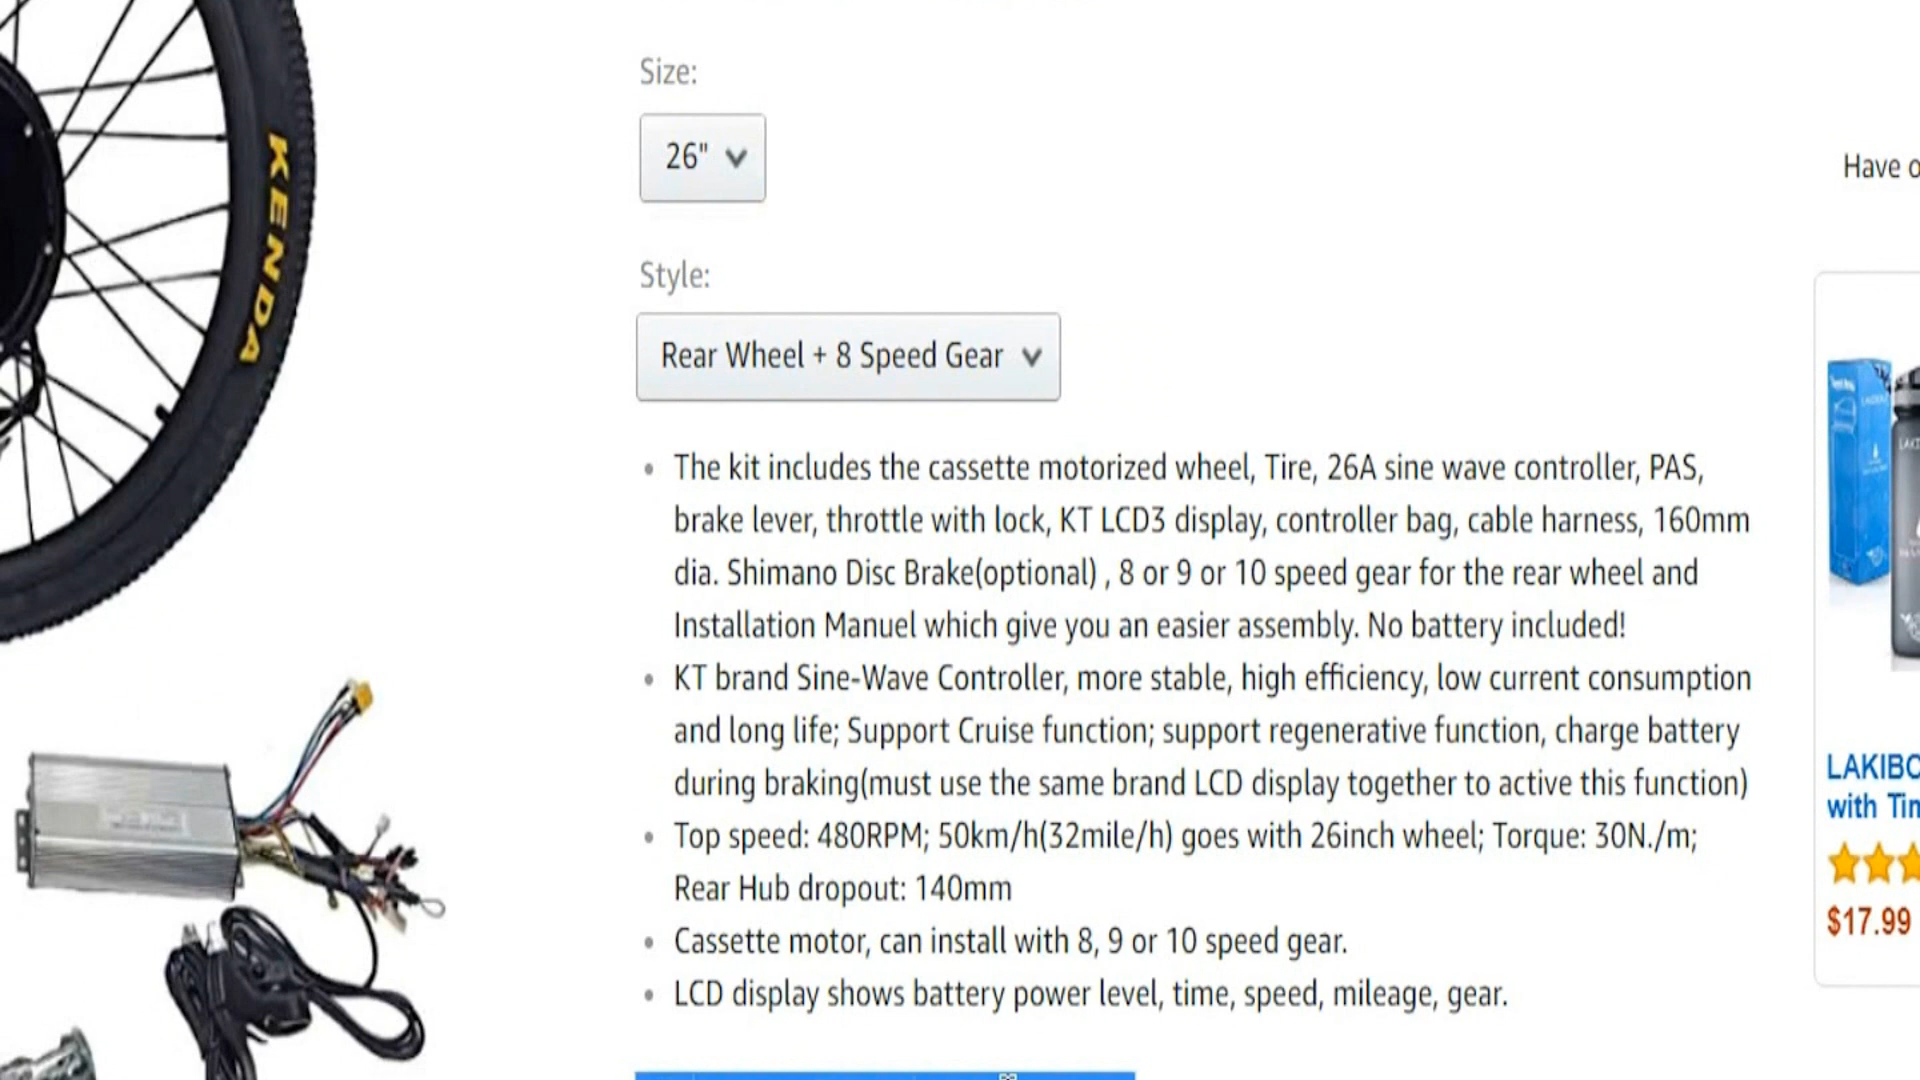 Size:
26"
Have o
KENDA
Style:
Rear Wheel + 8 Speed Gear
The kit includes the cassette motorized wheel, Tire, 26A sine wave controller, PAS,
brake lever, throttle with lock, KT LCD3 display, controller bag, cable harness, 160mm
dia. Shimano Disc Brake(optional) , 8 or 9 or 10 speed gear for the rear wheel and
Installation Manuel which give you an easier assembly. No battery included!
KT brand Sine-Wave Controller, more stable, high efficiency, low current consumption
and long life; Support Cruise function; support regenerative function, charge battery
during braking(must use the same brand LCD display together to active this function)
LAKIBO
with Tim
Top speed: 480RPM; 50km/h(32mile/h) goes with 26inch wheel; Torque: 30N./m;
Rear Hub dropout: 140mm
$17.99
Cassette motor, can install with 8, 9 or 10 speed gear.
LCD display shows battery power level, time, speed, mileage, gear.